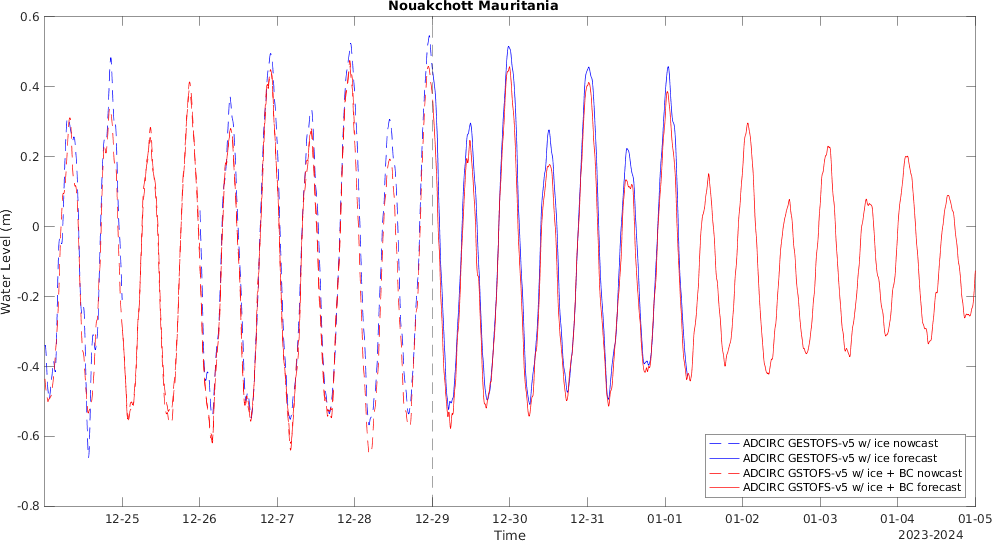 Nouakchott Mauritania
0.6
0.4
0.2
0
-0.2
-0.4
-0.6
-0.8
Water Level (m)
ADCIRC GESTOFS-v5 w/ ice nowcast
ADCIRC GESTOFS-v5 w/ ice forecast
ADCIRC GSTOFS-v5 w/ ice + BC nowcast
ADCIRC GSTOFS-v5 w/ ice + BC forecast
12-25 12-26 12-27 12-28 12-29 12-30 12-31 01-01 01-02 01-03 01-04 01-05
Time
2023-2024